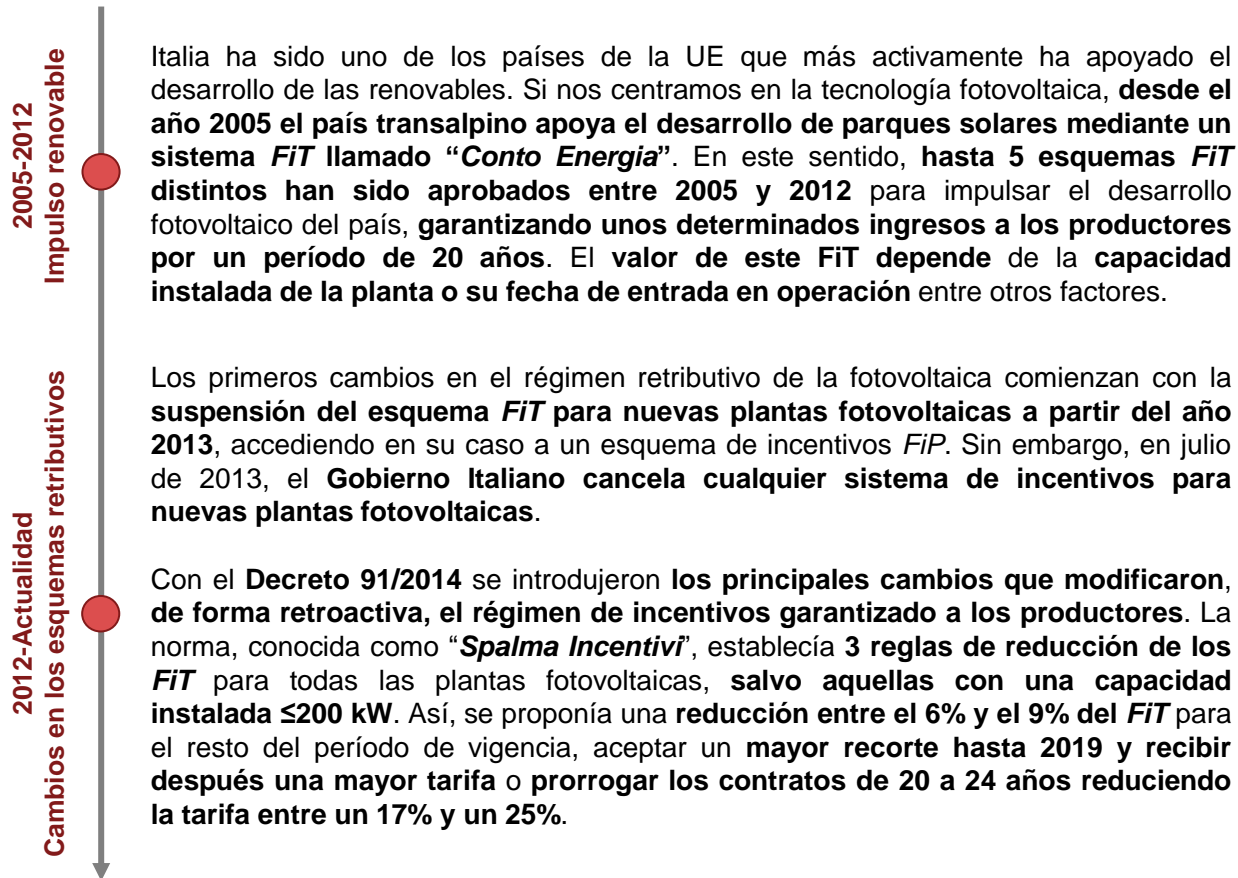 2005-2012
Impulso renovable
Italia ha sido uno de los países de la UE que más activamente ha apoyado el
desarrollo de las renovables. Si nos centramos en la tecnología fotovoltaica, desde el
año 2005 el país transalpino apoya el desarrollo de parques solares mediante un
sistema FiT llamado “Conto Energia”. En este sentido, hasta 5 esquemas FiT
distintos han sido aprobados entre 2005 y 2012 para impulsar el desarrollo
fotovoltaico del país, garantizando unos determinados ingresos a los productores
por un período de 20 años. El valor de este FiT depende de la capacidad
instalada de la planta o su fecha de entrada en operación entre otros factores.
2012-Actualidad
Cambios en los esquemas retributivos
Los primeros cambios en el régimen retributivo de la fotovoltaica comienzan con la
suspensión del esquema FiT para nuevas plantas fotovoltaicas a partir del año
2013, accediendo en su caso a un esquema de incentivos FiP. Sin embargo, en julio
de 2013, el Gobierno Italiano cancela cualquier sistema de incentivos para
nuevas plantas fotovoltaicas.
Con el Decreto 91/2014 se introdujeron los principales cambios que modificaron,
de forma retroactiva, el régimen de incentivos garantizado a los productores. La
norma, conocida como “Spalma Incentivi”, establecía 3 reglas de reducción de los
FiT para todas las plantas fotovoltaicas, salvo aquellas con una capacidad
instalada ≤200 kW. Así, se proponía una reducción entre el 6% y el 9% del FiT para
el resto del período de vigencia, aceptar un mayor recorte hasta 2019 y recibir
después una mayor tarifa o prorrogar los contratos de 20 a 24 años reduciendo
la tarifa entre un 17% y un 25%.